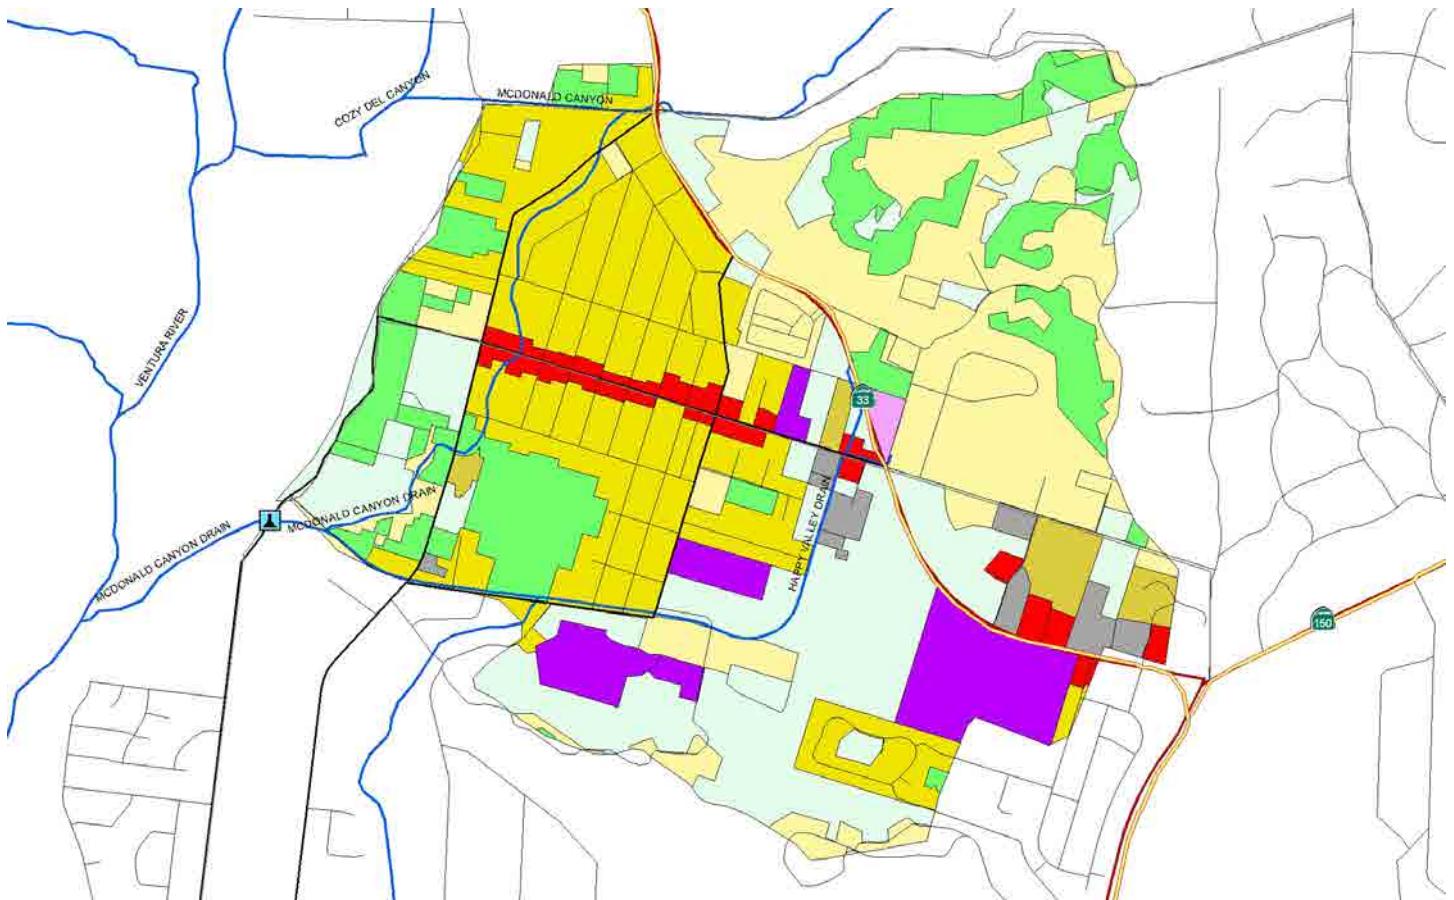 MCDONALD CANYON
COZY DEL CANYON
VENTURA RIVER
33
MCDONALD CANYON DRAIN
MCDONALD CANYON DRAIN
HAPPY VALLEY DRAIN
150